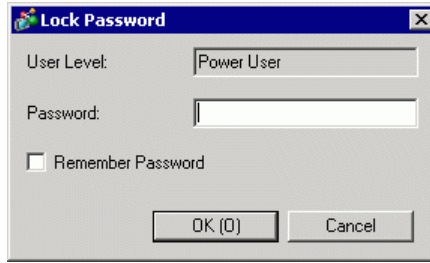 Lock Password
User Level: Power User
Password:
Remember Password
OK (O) Cancel